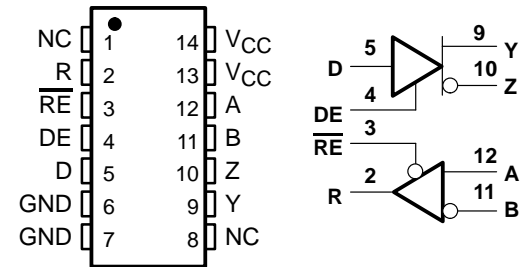 NC 1 14 VCC
R 2 13 VCC
RE 3 12 A
DE 4 11 B
D 5 10 Z
GND 6 9 Y
GND 7 8 NC
9 Y
5 10
D Z
4
DE
3
RE
12 A
2
R 11 B